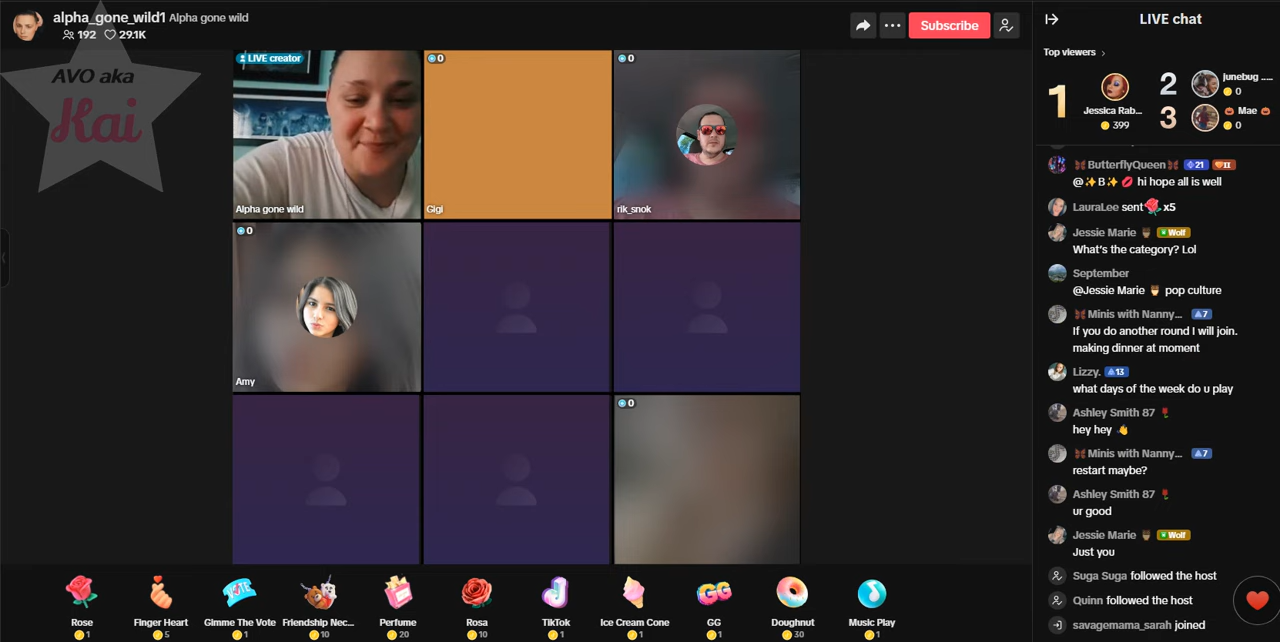 alpha_gone_wild1 Alpha gone wild
192 29.1K
Subscribe
AVO aka
Kai
LIVE creator
Alpha gone wild
0
Gigi
0
rik_snok
0
Amy
0
Rose
1
Finger Heart
5
Gimme The Vote
1
Friendship Nec...
10
Perfume
20
Rosa
10
TikTok
1
Ice Cream Cone
1
GG
1
Doughnut
30
Music Play
1
LIVE chat
Top viewers
1
Jessica Rab...
399
2
junebug .....
0
3
🎃 Mae 🎃
0
🦋ButterflyQueen🦋 21 II
@✨B✨ 💋 hi hope all is well
LauraLee sent x5
Jessie Marie Wolf
What's the category? Lol
September
@Jessie Marie pop culture
🦋Minis with Nanny... 7
If you do another round I will join.
making dinner at moment
Lizzy. 13
what days of the week do u play
Ashley Smith 87 🌹
hey hey 👋
🦋Minis with Nanny... 7
restart maybe?
Ashley Smith 87 🌹
ur good
Jessie Marie Wolf
Just you
Suga Suga followed the host
Quinn followed the host
savagemama_sarah joined